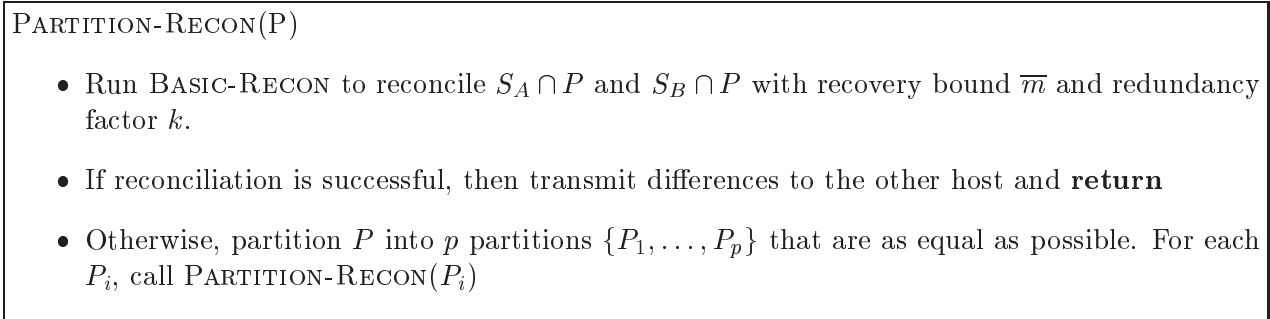 PARTITION-RECON(P)
• Run BASIC-RECON to reconcile S_A ∩ P and S_B ∩ P with recovery bound m̅ and redundancy
factor k.
• If reconciliation is successful, then transmit differences to the other host and return
• Otherwise, partition P into p partitions {P_1, . . . , P_p} that are as equal as possible. For each
P_i, call PARTITION-RECON(P_i)